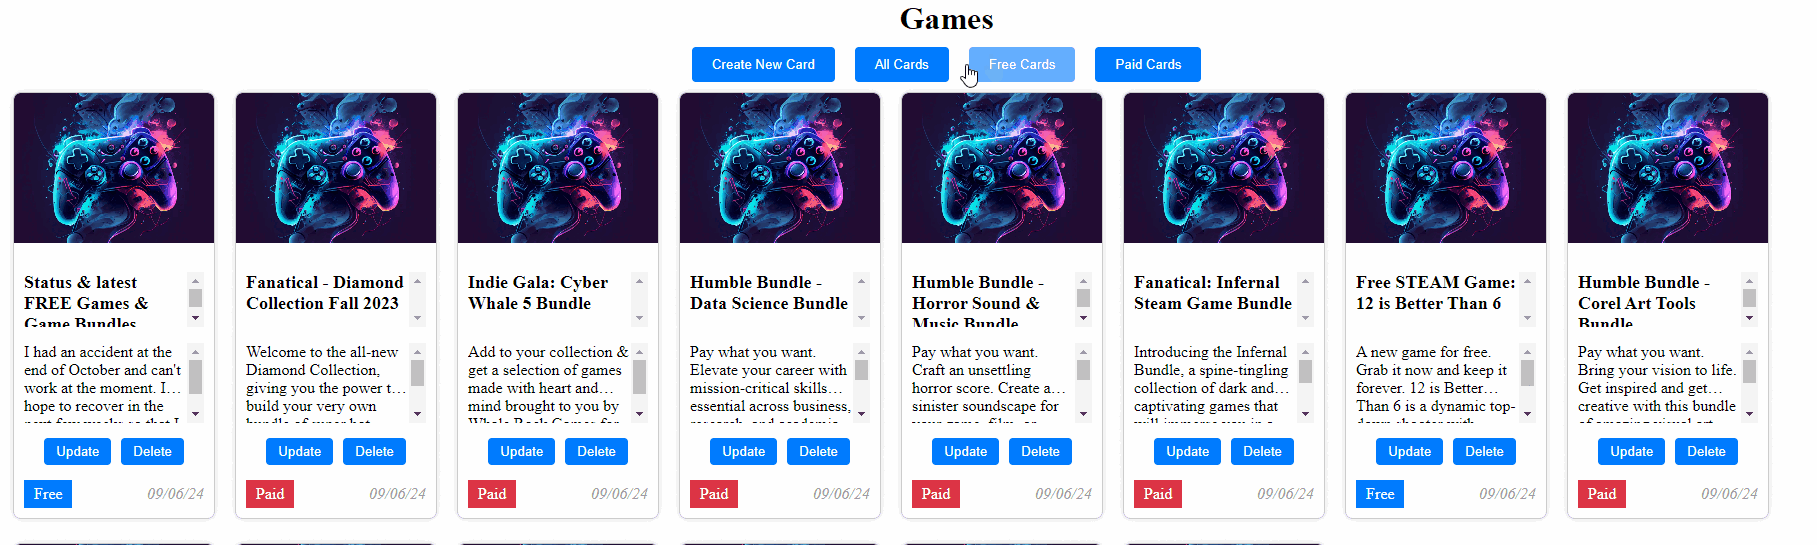 Games
Create New Card
All Cards
Free Cards
Paid Cards
Status & latest
FREE Games &
Game Bundles
I had an accident at the
end of October and can't
work at the moment. I…
hope to recover in the
Update
Delete
Free
09/06/24
Fanatical - Diamond
Collection Fall 2023
Welcome to the all-new
Diamond Collection,
giving you the power t…
build your very own
Update
Delete
Paid
09/06/24
Indie Gala: Cyber
Whale 5 Bundle
Add to your collection &
get a selection of games
made with heart and…
mind brought to you by
Update
Delete
Paid
09/06/24
Humble Bundle -
Data Science Bundle
Pay what you want.
Elevate your career with
mission-critical skills…
essential across business,
Update
Delete
Paid
09/06/24
Humble Bundle -
Horror Sound &
Music Bundle
Pay what you want.
Craft an unsettling
horror score. Create a…
sinister soundscape for
Update
Delete
Paid
09/06/24
Fanatical: Infernal
Steam Game Bundle
Introducing the Infernal
Bundle, a spine-tingling
collection of dark and…
captivating games that
Update
Delete
Paid
09/06/24
Free STEAM Game:
12 is Better Than 6
A new game for free.
Grab it now and keep it
forever. 12 is Better…
Than 6 is a dynamic top-
Update
Delete
Free
09/06/24
Humble Bundle -
Corel Art Tools
Bundle
Pay what you want.
Bring your vision to life.
Get inspired and get…
creative with this bundle
Update
Delete
Paid
09/06/24